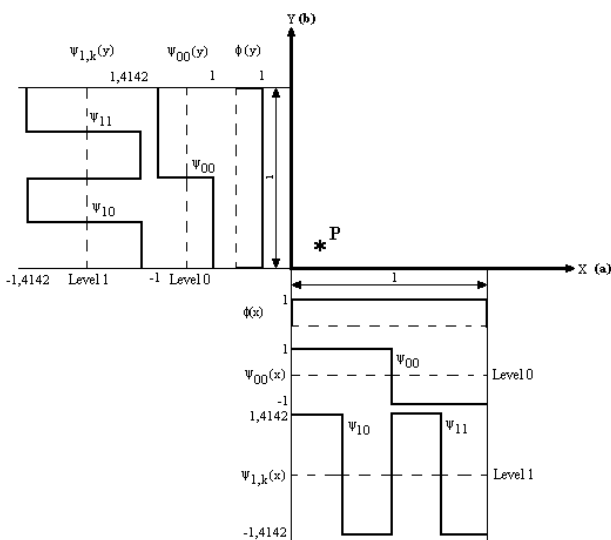 Y (b)
Ψ1,k(y) Ψ00(y) ϕ(y)
1,4142 1 1
Ψ11
Ψ00
1
Ψ10
P
*
-1,4142 Level 1 -1 Level 0
X (a)
1
1
ϕ(x)
1
Ψ00
Ψ00(x) Level 0
-1
1,4142
Ψ10 Ψ11
Ψ1,k(x) Level 1
-1,4142